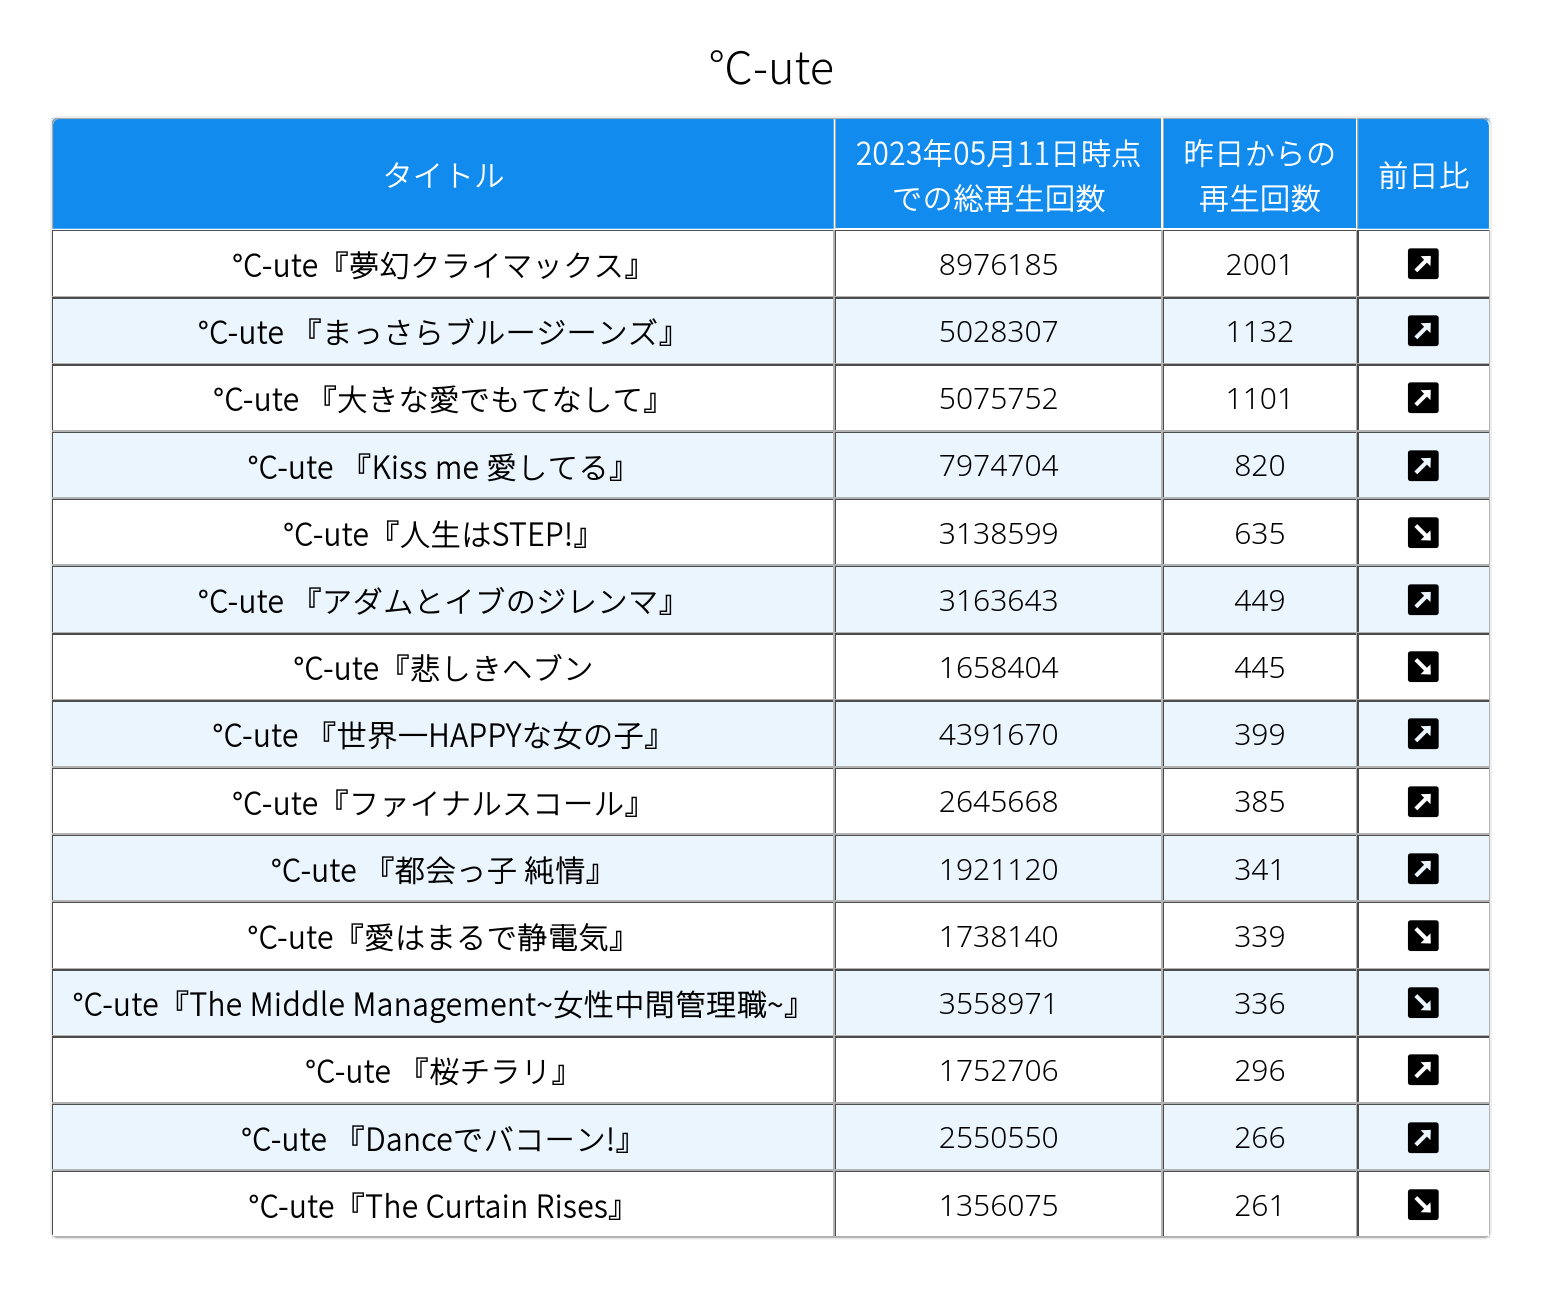 ℃-ute
タイトル 2023年05月11日時点での総再生回数 昨日からの再生回数 前日比
℃-ute『夢幻クライマックス』 8976185 2001 ↗
℃-ute 『まっさらブルージーンズ』 5028307 1132 ↗
℃-ute 『大きな愛でもてなして』 5075752 1101 ↗
℃-ute 『Kiss me 愛してる』 7974704 820 ↗
℃-ute『人生はSTEP!』 3138599 635 ↘
℃-ute 『アダムとイブのジレンマ』 3163643 449 ↗
℃-ute『悲しきヘブン 1658404 445 ↘
℃-ute 『世界一HAPPYな女の子』 4391670 399 ↗
℃-ute『ファイナルスコール』 2645668 385 ↗
℃-ute 『都会っ子 純情』 1921120 341 ↗
℃-ute『愛はまるで静電気』 1738140 339 ↘
℃-ute『The Middle Management~女性中間管理職~』 3558971 336 ↘
℃-ute 『桜チラリ』 1752706 296 ↗
℃-ute 『Danceでバコーン!』 2550550 266 ↗
℃-ute『The Curtain Rises』 1356075 261 ↘